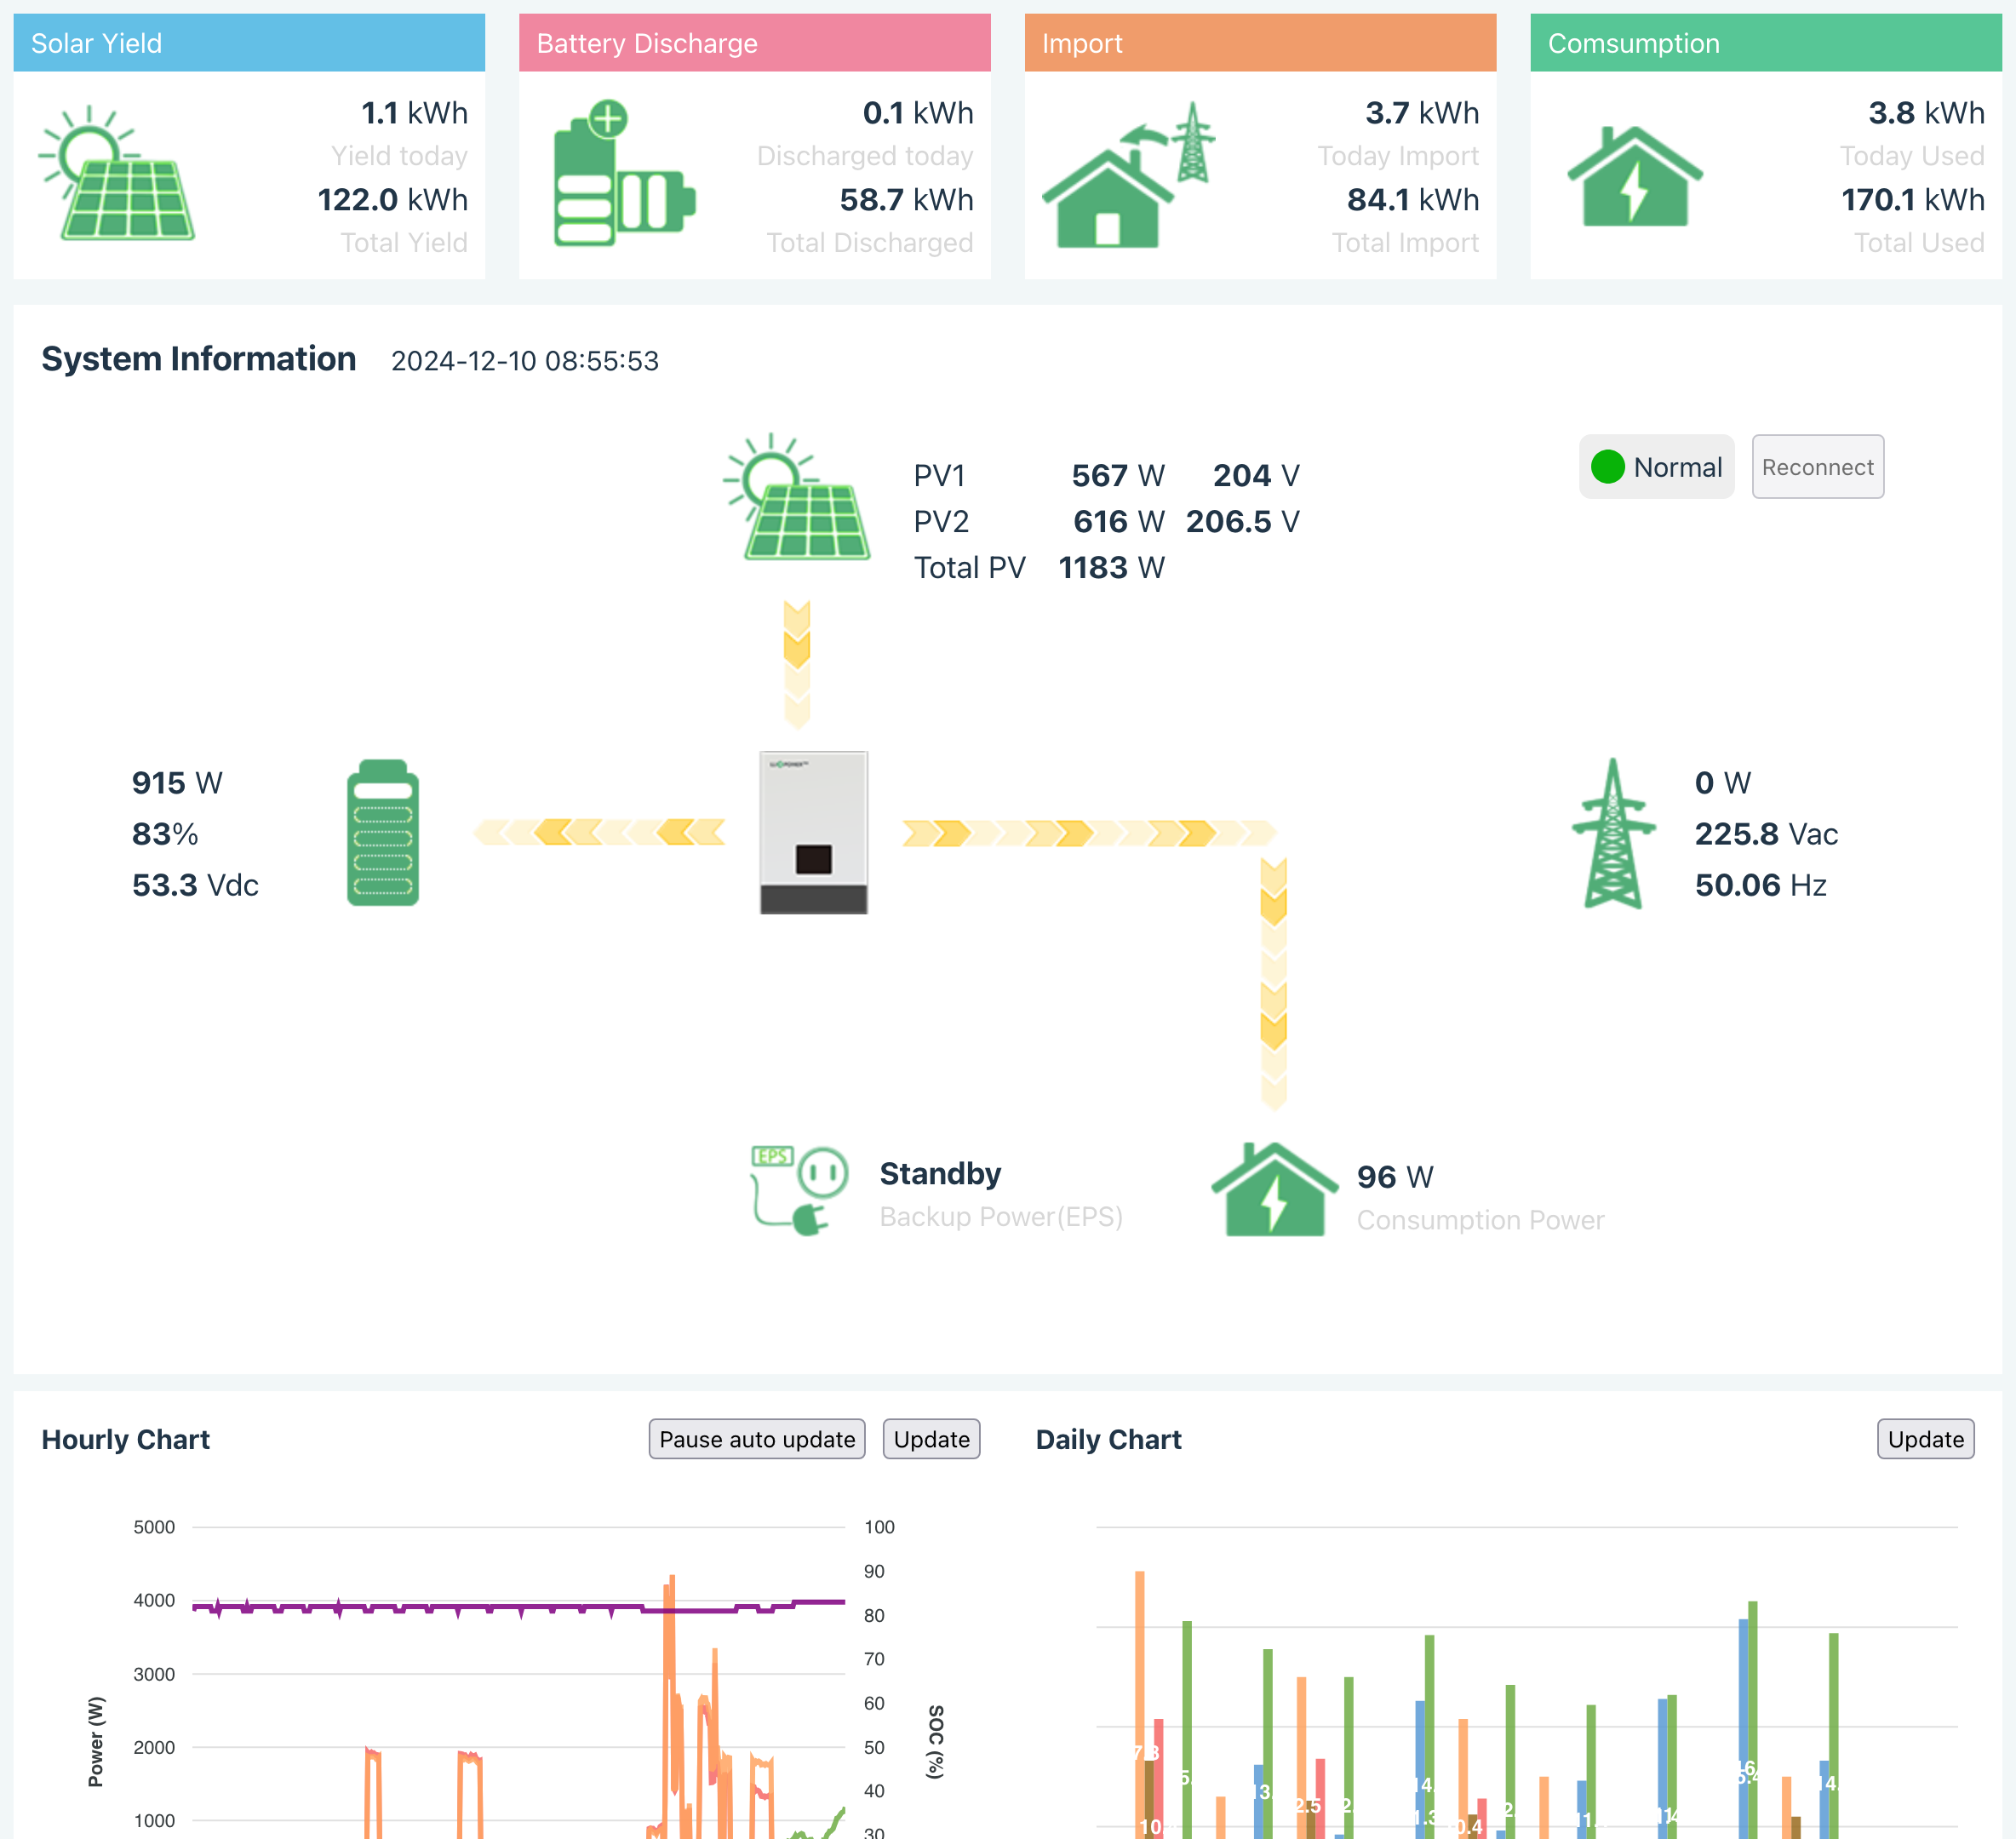 Solar Yield
1.1 kWh
Yield today
122.0 kWh
Total Yield
Battery Discharge
0.1 kWh
Discharged today
58.7 kWh
Total Discharged
Import
3.7 kWh
Today Import
84.1 kWh
Total Import
Comsumption
3.8 kWh
Today Used
170.1 kWh
Total Used
System Information 2024-12-10 08:55:53
PV1 567 W 204 V
PV2 616 W 206.5 V
Total PV 1183 W
Normal
Reconnect
915 W
83%
53.3 Vdc
0 W
225.8 Vac
50.06 Hz
EPS
Standby
Backup Power(EPS)
96 W
Consumption Power
Hourly Chart
Pause auto update
Update
5000
4000
3000
2000
1000
Power (W)
100
90
80
70
60
50
40
30
SOC (%)
Daily Chart
Update